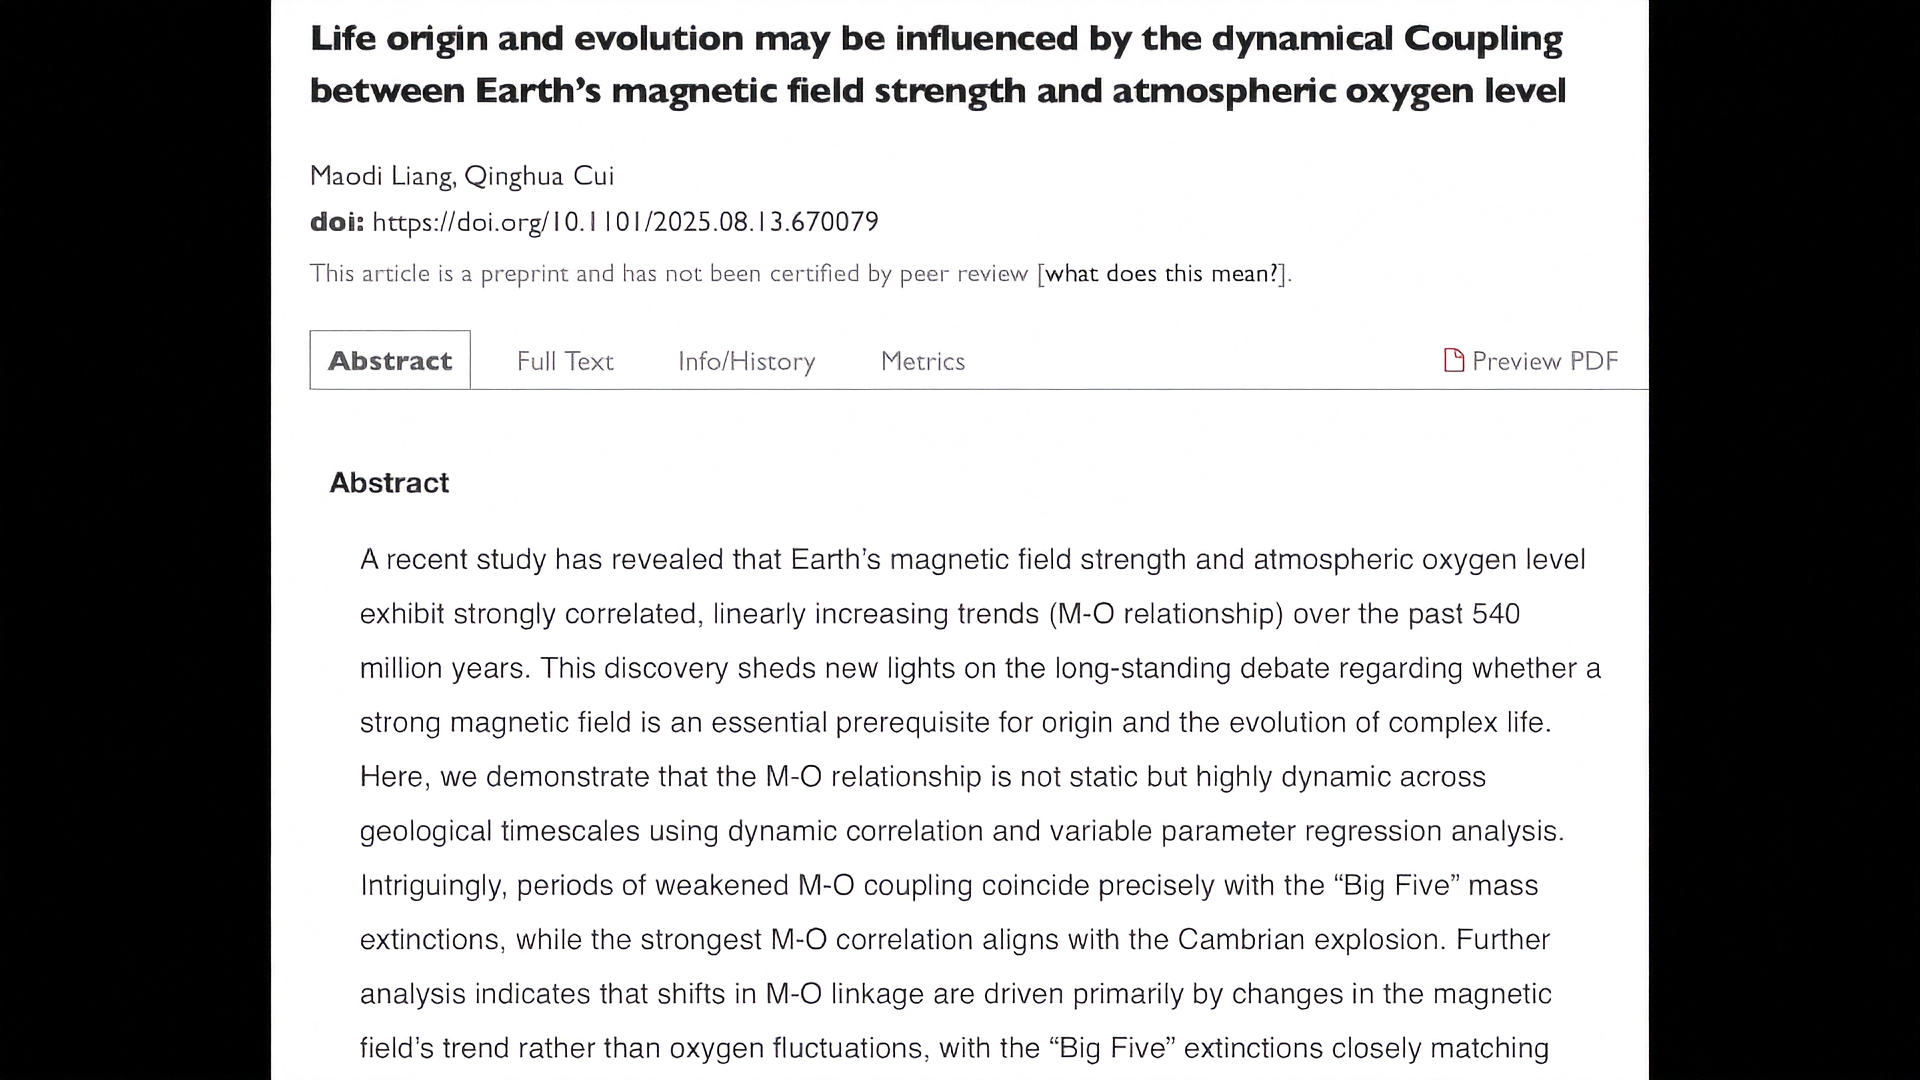 Life origin and evolution may be influenced by the dynamical Coupling
between Earth’s magnetic field strength and atmospheric oxygen level
Maodi Liang, Qinghua Cui
doi: https://doi.org/10.1101/2025.08.13.670079
This article is a preprint and has not been certified by peer review [what does this mean?].
Abstract Full Text Info/History Metrics Preview PDF
Abstract
A recent study has revealed that Earth’s magnetic field strength and atmospheric oxygen level
exhibit strongly correlated, linearly increasing trends (M-O relationship) over the past 540
million years. This discovery sheds new lights on the long-standing debate regarding whether a
strong magnetic field is an essential prerequisite for origin and the evolution of complex life.
Here, we demonstrate that the M-O relationship is not static but highly dynamic across
geological timescales using dynamic correlation and variable parameter regression analysis.
Intriguingly, periods of weakened M-O coupling coincide precisely with the “Big Five” mass
extinctions, while the strongest M-O correlation aligns with the Cambrian explosion. Further
analysis indicates that shifts in M-O linkage are driven primarily by changes in the magnetic
field’s trend rather than oxygen fluctuations, with the “Big Five” extinctions closely matching